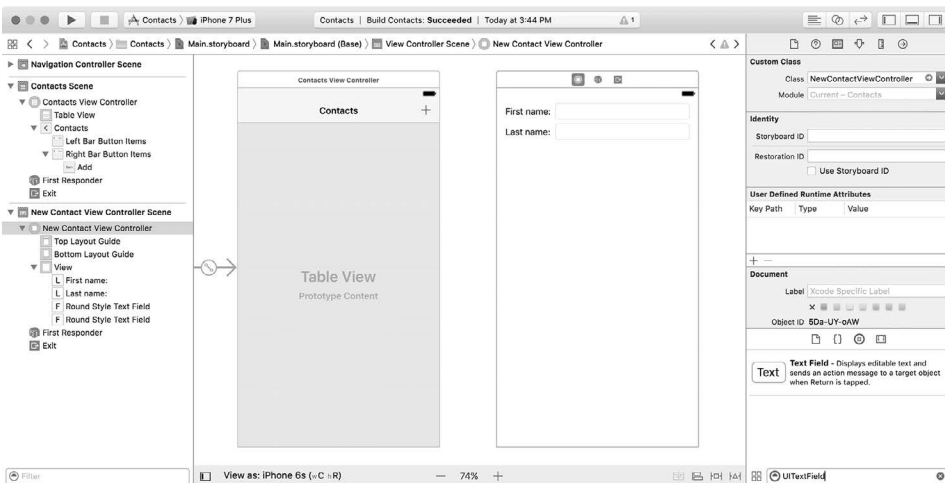 Contacts
iPhone 7 Plus
Contacts | Build Contacts: Succeeded | Today at 3:44 PM
1
Contacts
Contacts
Main.storyboard
Main.storyboard (Base)
View Controller Scene
New Contact View Controller
Navigation Controller Scene
Contacts Scene
Contacts View Controller
Table View
Contacts
Left Bar Button Items
Right Bar Button Items
Add
First Responder
Exit
New Contact View Controller Scene
New Contact View Controller
Top Layout Guide
Bottom Layout Guide
View
L First name:
L Last name:
F Round Style Text Field
F Round Style Text Field
First Responder
Exit
Filter
Contacts View Controller
Contacts
Table View
Prototype Content
First name:
Last name:
View as: iPhone 6s (wC hR)
74%
Custom Class
Class NewContactViewController
Module Current – Contacts
Identity
Storyboard ID
Restoration ID
Use Storyboard ID
User Defined Runtime Attributes
Key Path Type Value
Document
Label Xcode Specific Label
Object ID 5Da-UY-oAW
Text
Text Field - Displays editable text and
sends an action message to a target object
when Return is tapped.
UITextField